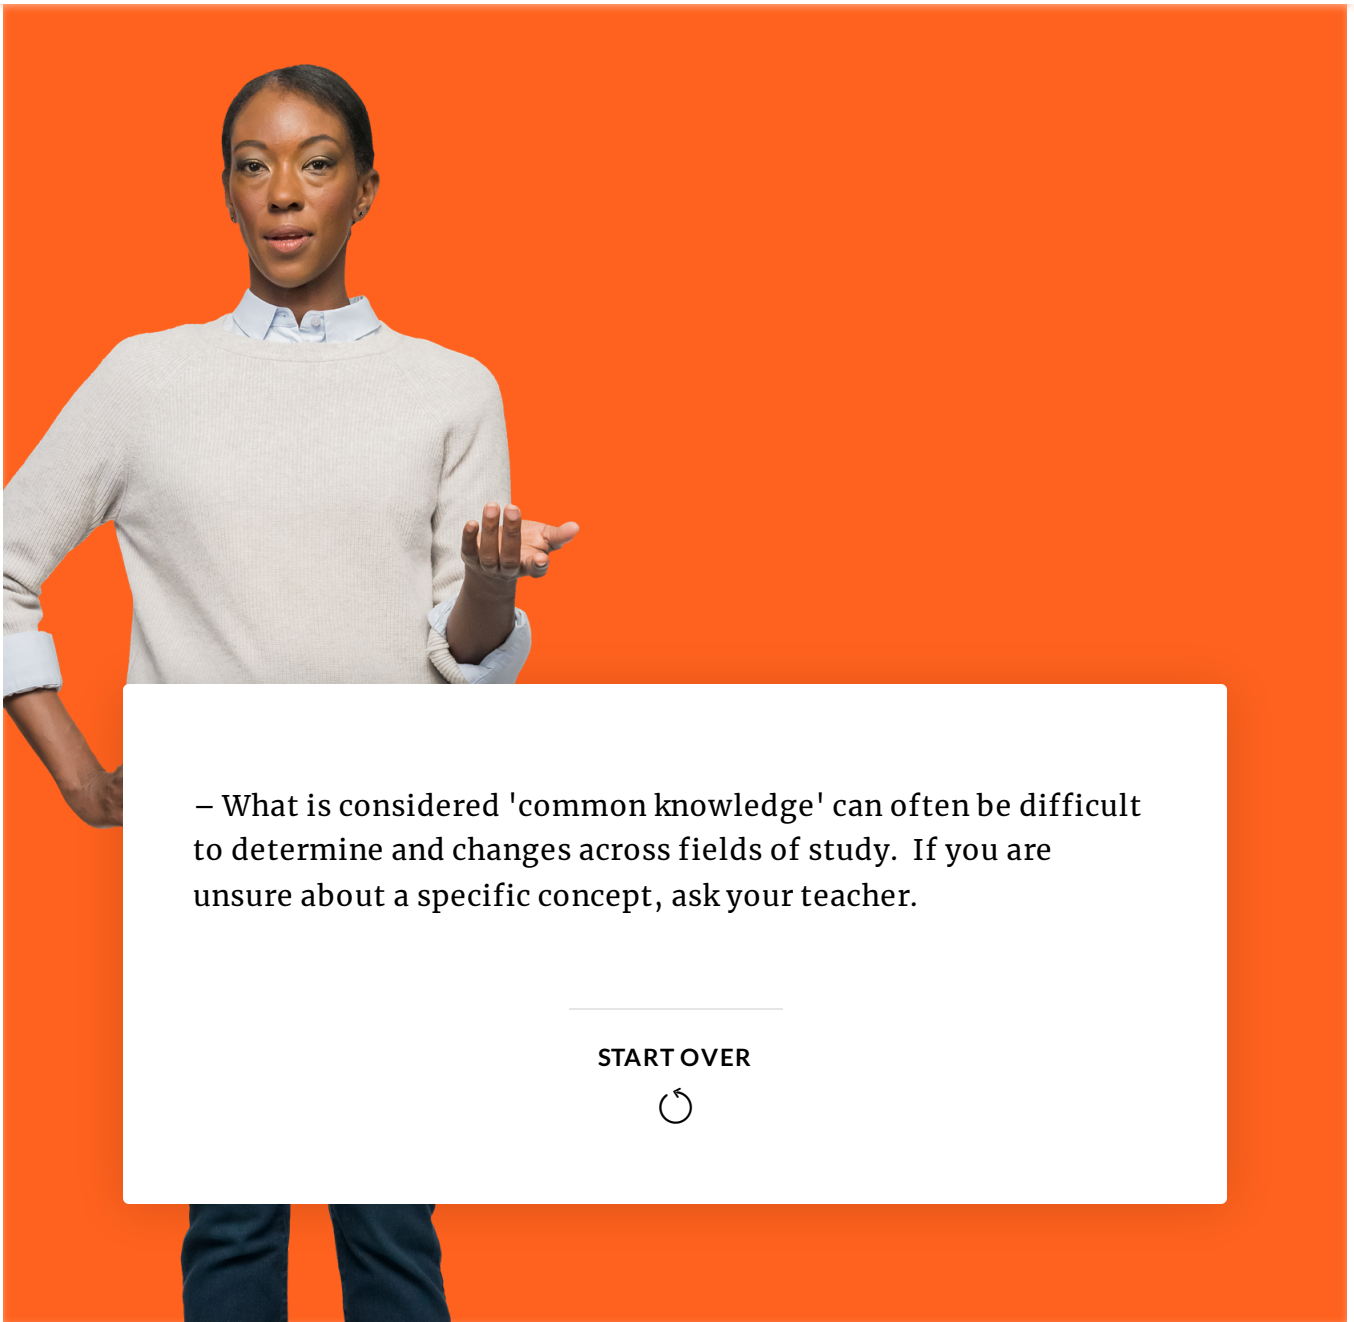 – What is considered 'common knowledge' can often be difficult
to determine and changes across fields of study.  If you are
unsure about a specific concept, ask your teacher.
START OVER